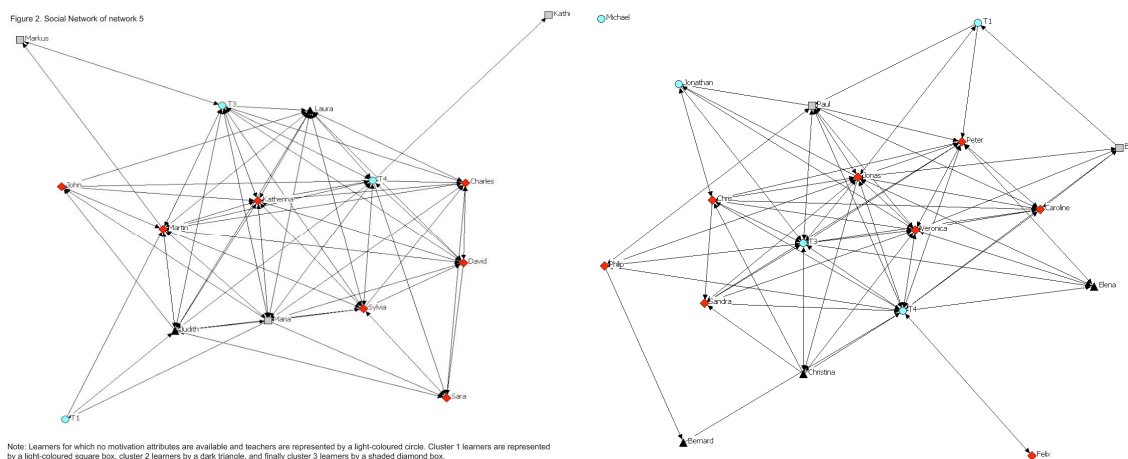 Figure 2. Social Network of network 5
Kathi
Markus
T3
Laura
T4
Charles
John
Katherina
Martin
David
Sylvia
Maria
Judith
Sara
T1
Note: Learners for which no motivation attributes are available and teachers are represented by a light-coloured circle. Cluster 1 learners are represented
by a light-coloured square box, cluster 2 learners by a dark triangle, and finally cluster 3 learners by a shaded diamond box.
Michael
T1
Jonathan
Paul
Peter
B
Jonas
Chris
Caroline
Veronica
T3
Philip
Elena
Sandra
T4
Christina
Bernard
Felix